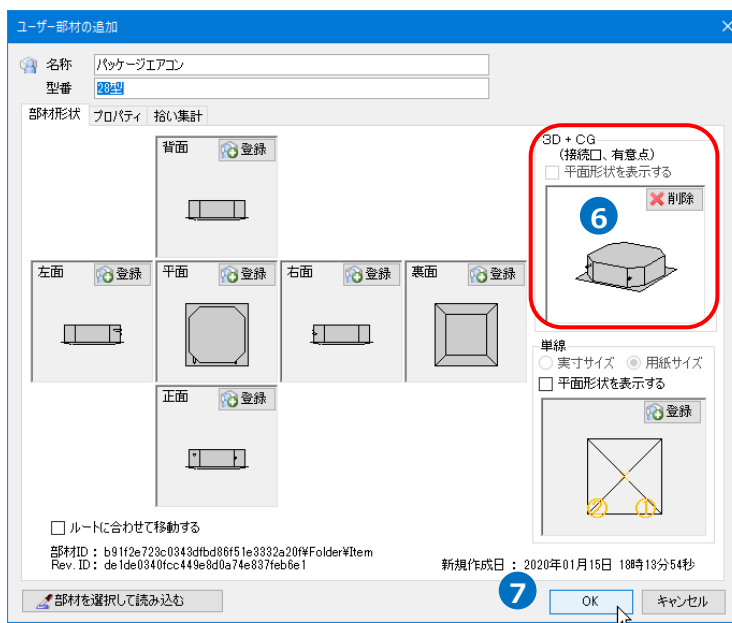 ユーザー部材の追加
名称 パッケージエアコン
型番 28型
部材形状 プロパティ 拾い集計
背面 登録
3D + CG
(接続口、有意点)
平面形状を表示する
削除
6
左面 登録
平面 登録
右面 登録
裏面 登録
単線
実寸サイズ 用紙サイズ
平面形状を表示する
登録
② ①
正面 登録
ルートに合わせて移動する
部材ID : b91f2e723c0343dfbd86f51e3332a20f¥Folder¥Item
Rev. ID : de1de0340fcc449e8d0a74e837feb6e1
新規作成日 : 2020年01月15日 18時13分54秒
部材を選択して読み込む
7
OK
キャンセル